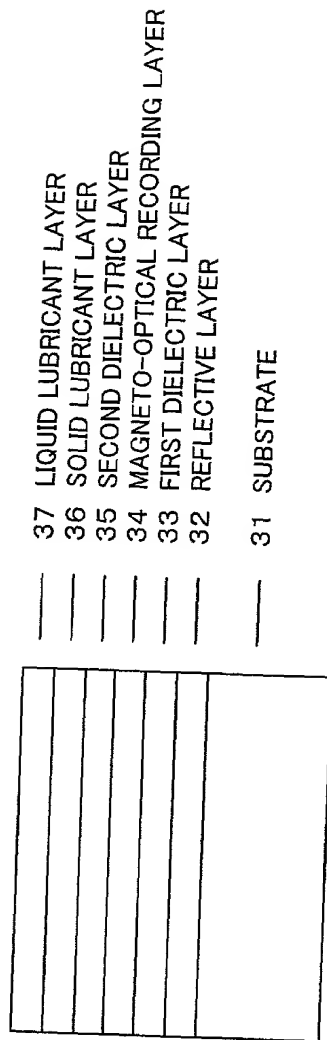 37 LIQUID LUBRICANT LAYER
36 SOLID LUBRICANT LAYER
35 SECOND DIELECTRIC LAYER
34 MAGNETO-OPTICAL RECORDING LAYER
33 FIRST DIELECTRIC LAYER
32 REFLECTIVE LAYER
31 SUBSTRATE